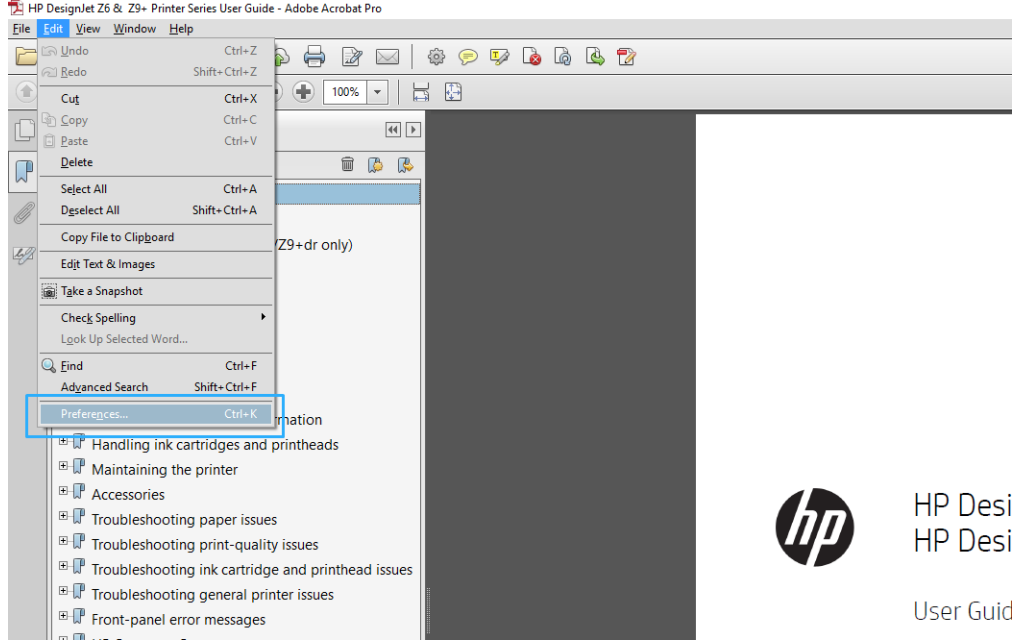 HP DesignJet Z6 & Z9+ Printer Series User Guide - Adobe Acrobat Pro
File Edit View Window Help
Undo Ctrl+Z
Redo Shift+Ctrl+Z
100%
Cut Ctrl+X
Copy Ctrl+C
Paste Ctrl+V
Delete
Select All Ctrl+A
Deselect All Shift+Ctrl+A
Copy File to Clipboard
/Z9+dr only)
Edit Text & Images
Take a Snapshot
Check Spelling
Look Up Selected Word...
Find Ctrl+F
Advanced Search Shift+Ctrl+F
Preferences... Ctrl+K
Handling ink cartridges and printheads
Maintaining the printer
Accessories
Troubleshooting paper issues
Troubleshooting print-quality issues
Troubleshooting ink cartridge and printhead issues
Troubleshooting general printer issues
Front-panel error messages
hp
HP Desi
HP Desi
User Guid